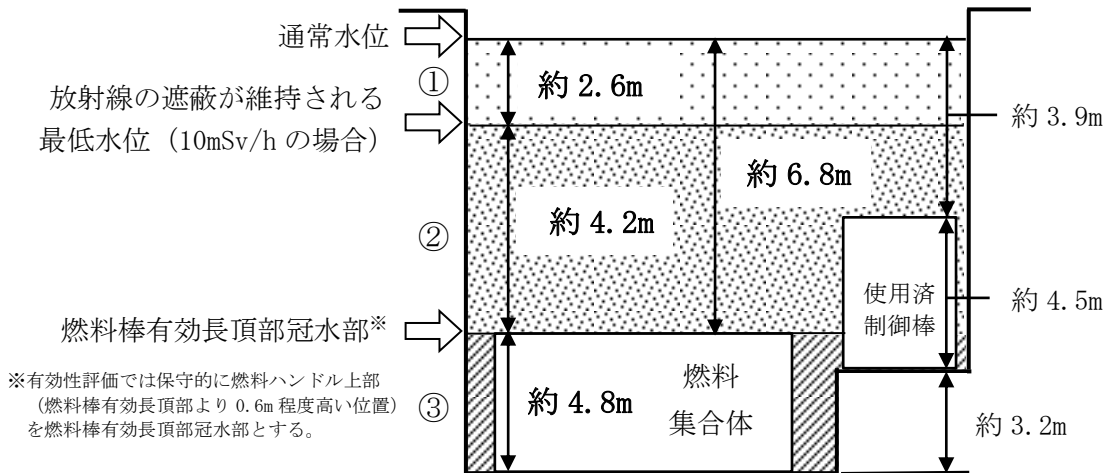 通常水位
①
約 2.6m
放射線の遮蔽が維持される
最低水位（10mSv/h の場合）
約 3.9m
約 6.8m
約 4.2m
②
使用済
制御棒
約 4.5m
燃料棒有効長頂部冠水部※
※有効性評価では保守的に燃料ハンドル上部
（燃料棒有効長頂部より 0.6m 程度高い位置）
を燃料棒有効長頂部冠水部とする。
③
約 4.8m
燃料
集合体
約 3.2m